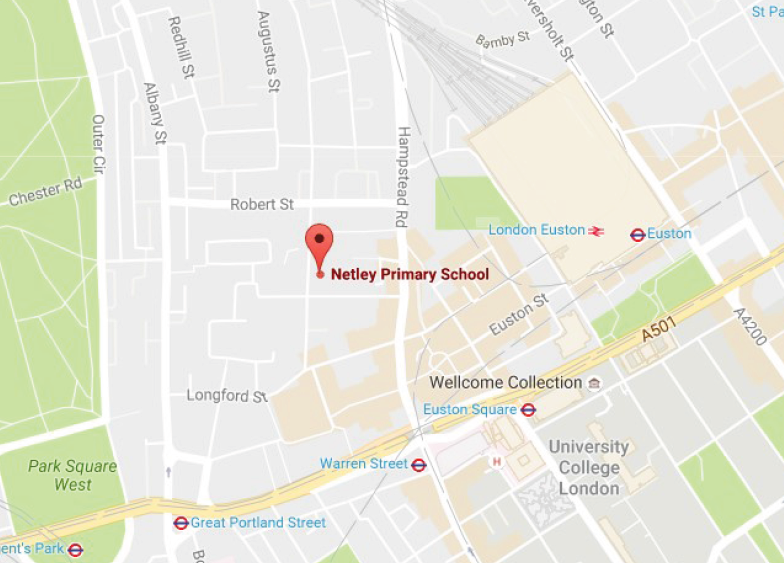 St Pa
Redhill St
Augustus St
Albany St
Barnby St
Outer Cir
Hampstead Rd
Chester Rd
Robert St
London Euston
Euston
Netley Primary School
Euston St
A501
A4200
Longford St
Wellcome Collection
Euston Square
Warren Street
H
University
College
London
Park Square
West
Great Portland Street
ent's Park